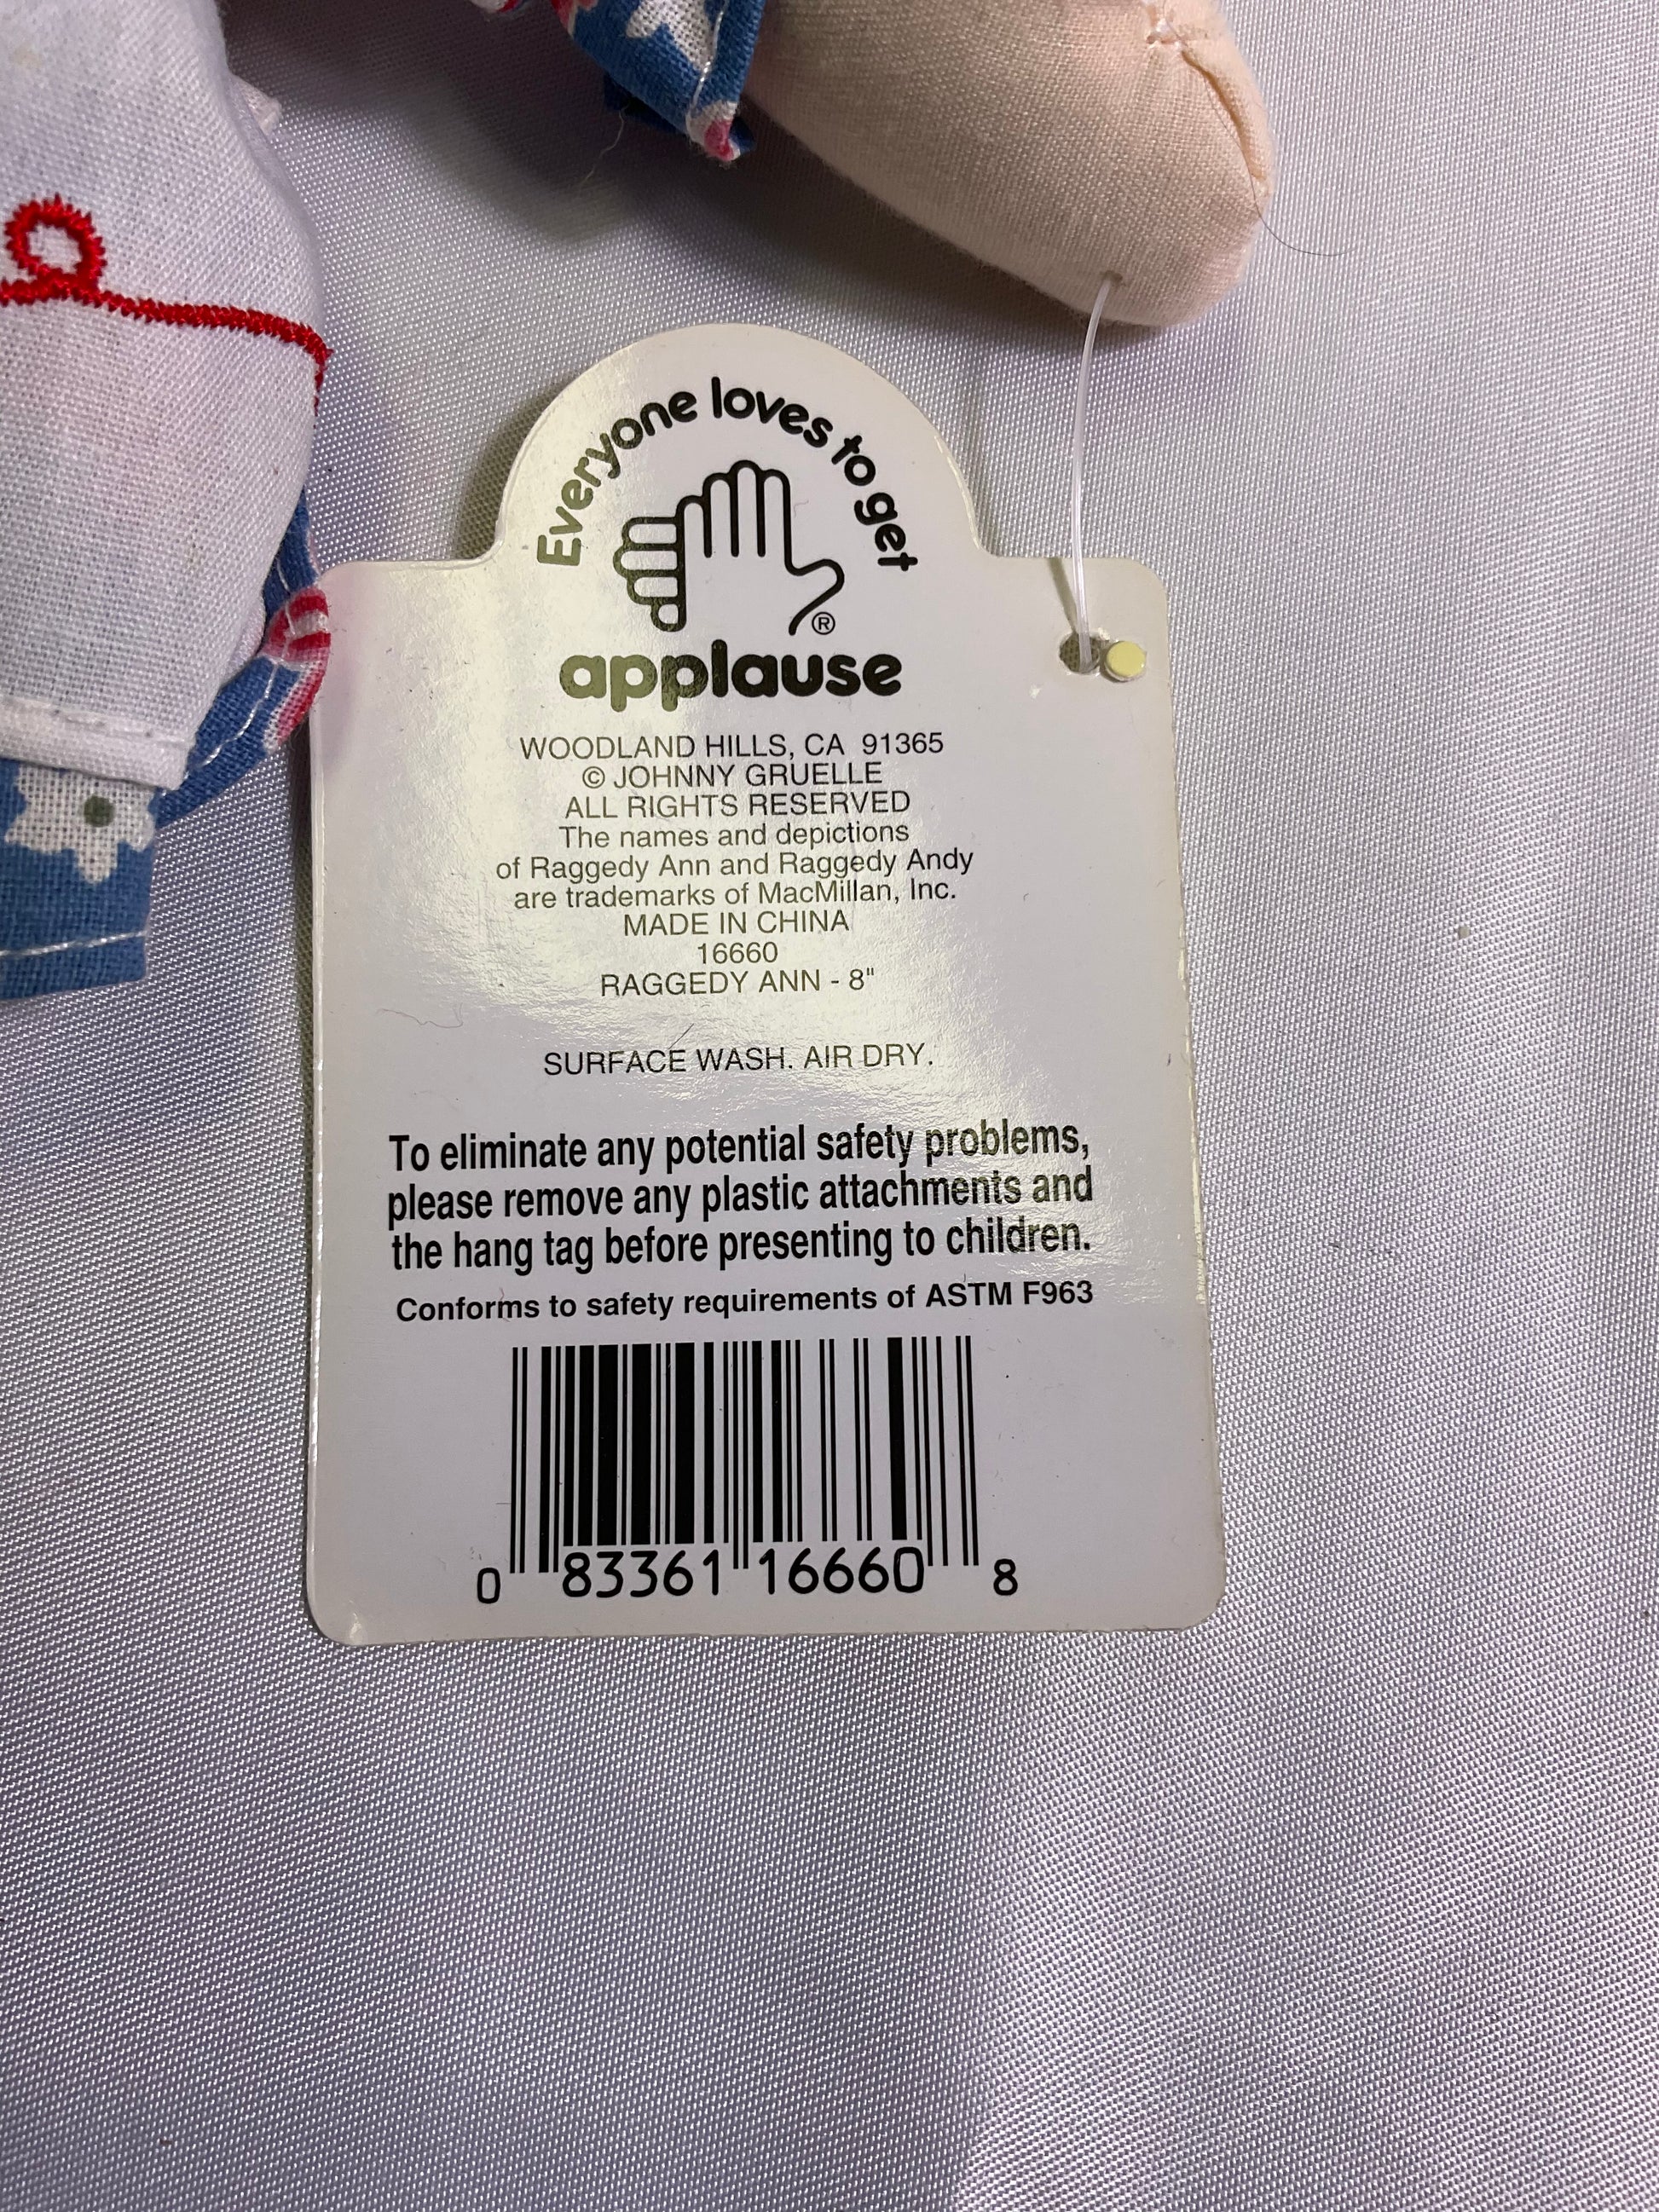 Everyone loves to get
®
applause
WOODLAND HILLS, CA 91365
© JOHNNY GRUELLE
ALL RIGHTS RESERVED
The names and depictions
of Raggedy Ann and Raggedy Andy
are trademarks of MacMillan, Inc.
MADE IN CHINA
16660
RAGGEDY ANN - 8"
SURFACE WASH. AIR DRY.
To eliminate any potential safety problems,
please remove any plastic attachments and
the hang tag before presenting to children.
Conforms to safety requirements of ASTM F963
0 83361 16660 8